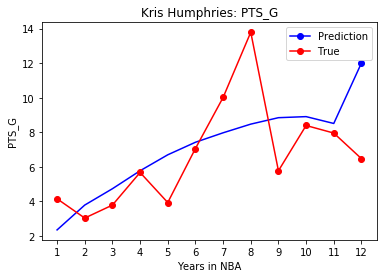 Kris Humphries: PTS_G
Prediction
True
PTS_G
14
12
10
8
6
4
2
1 2 3 4 5 6 7 8 9 10 11 12
Years in NBA